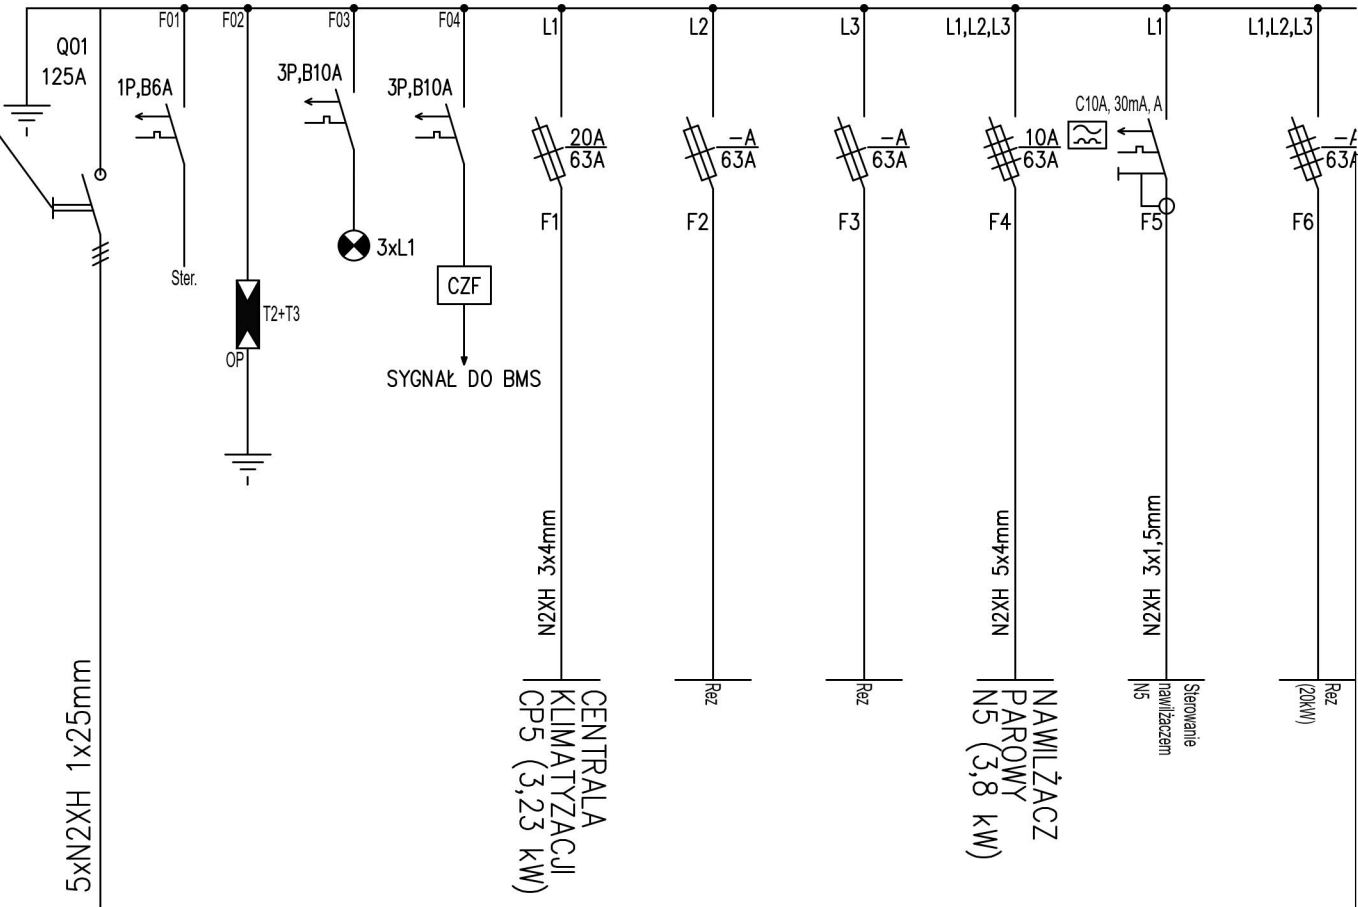 Q01
125A
5xN2XH 1x25mm
F01
1P,B6A
Ster.
F02
T2+T3
OP
F03
3P,B10A
3xL1
F04
3P,B10A
CZF
SYGNAŁ DO BMS
L1
20A
63A
F1
N2XH 3x4mm
CENTRALA
KLIMATYZACJI
CP5 (3,23 kW)
L2
-A
63A
F2
Rez
L3
-A
63A
F3
Rez
L1,L2,L3
10A
63A
F4
N2XH 5x4mm
NAWILŻACZ
PAROWY
N5 (3,8 kW)
L1
C10A, 30mA, A
F5
N2XH 3x1,5mm
Sterowanie
nawilżaczem
N5
L1,L2,L3
-A
63A
F6
Rez
(20kW)